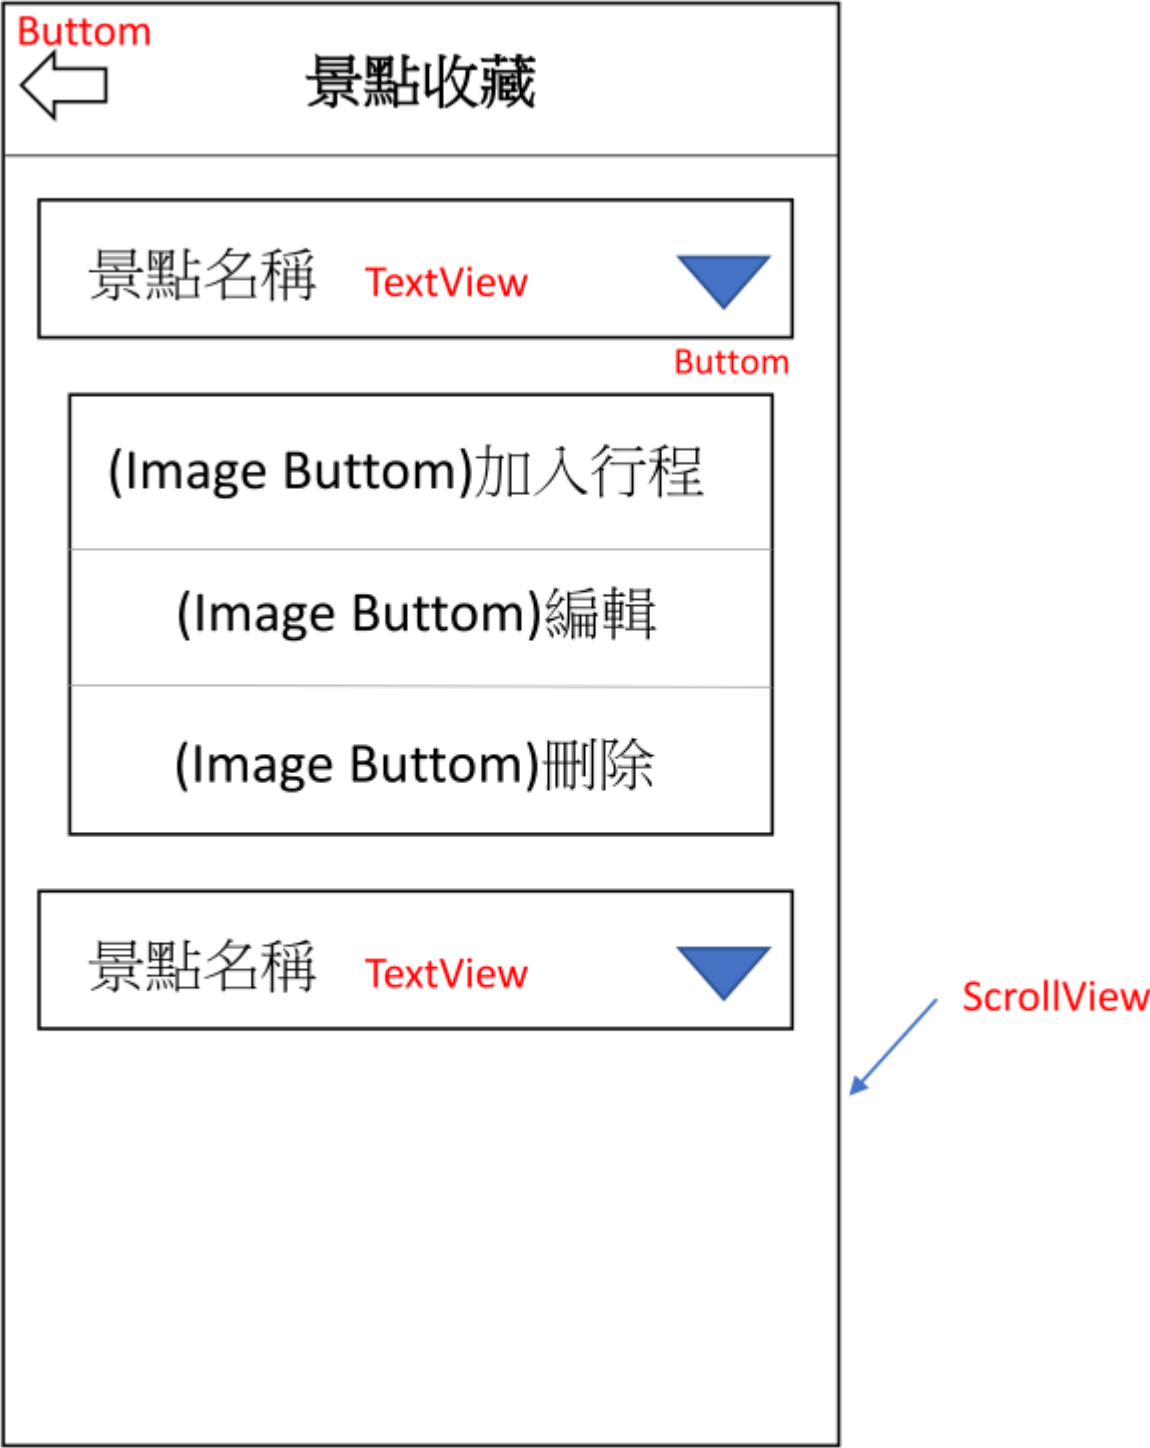 Buttom
景點收藏
景點名稱 TextView
Buttom
(Image Buttom)加入行程
(Image Buttom)編輯
(Image Buttom)刪除
景點名稱 TextView
ScrollView